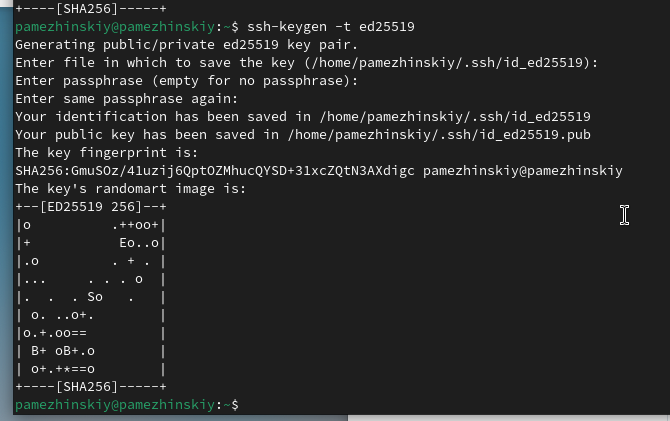 +----[SHA256]-----+
pamezhinskiy@pamezhinskiy:~$ ssh-keygen -t ed25519
Generating public/private ed25519 key pair.
Enter file in which to save the key (/home/pamezhinskiy/.ssh/id_ed25519):
Enter passphrase (empty for no passphrase):
Enter same passphrase again:
Your identification has been saved in /home/pamezhinskiy/.ssh/id_ed25519
Your public key has been saved in /home/pamezhinskiy/.ssh/id_ed25519.pub
The key fingerprint is:
SHA256:GmuSOz/41uzij6QptOZMhucQYSD+31xcZQtN3AXdigc pamezhinskiy@pamezhinskiy
The key's randomart image is:
+--[ED25519 256]--+
|o          .++oo+|
|+           Eo..o|
|.o         . + . |
|...     . . . o  |
|.  .  . So   .   |
| o. ..o+.        |
|o.+.oo==         |
| B+ oB+.o        |
| o+.+*==o        |
+----[SHA256]-----+
pamezhinskiy@pamezhinskiy:~$